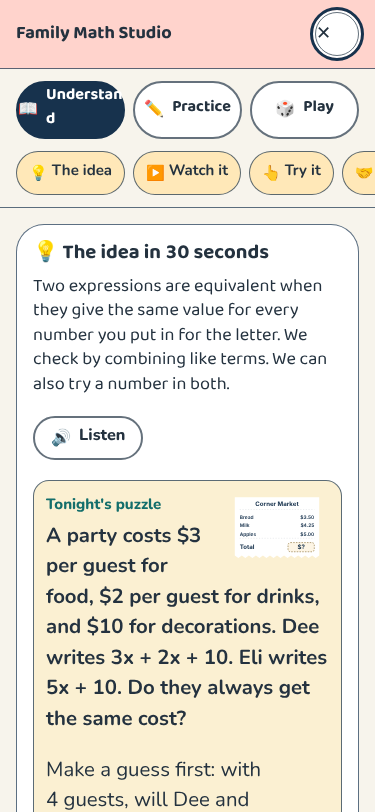 Family Math Studio
✕
📖 Understan
d
✏️ Practice
🎲 Play
💡 The idea
▶️ Watch it
👆 Try it
🤝
💡 The idea in 30 seconds
Two expressions are equivalent when
they give the same value for every
number you put in for the letter. We
check by combining like terms. We can
also try a number in both.
🔊 Listen
Tonight's puzzle
Corner Market
Bread $3.50
Milk $4.25
Apples $5.00
Total $?
A party costs $3
per guest for
food, $2 per guest for drinks,
and $10 for decorations. Dee
writes 3x + 2x + 10. Eli writes
5x + 10. Do they always get
the same cost?
Make a guess first: with
4 guests, will Dee and